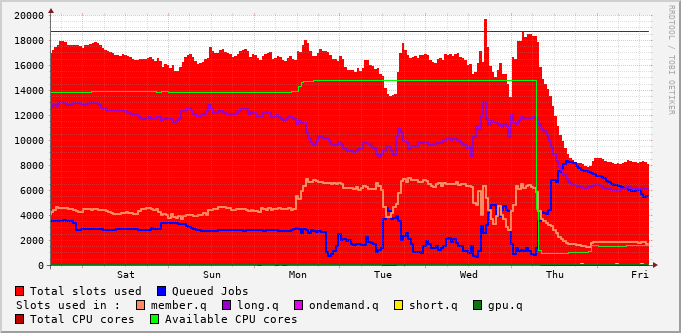 20000
18000
16000
14000
12000
10000
8000
6000
4000
2000
0
Sat Sun Mon Tue Wed Thu Fri
RRDTOOL / TOBI OETIKER
Total slots used Queued Jobs
Slots used in : member.q long.q ondemand.q short.q gpu.q
Total CPU cores Available CPU cores